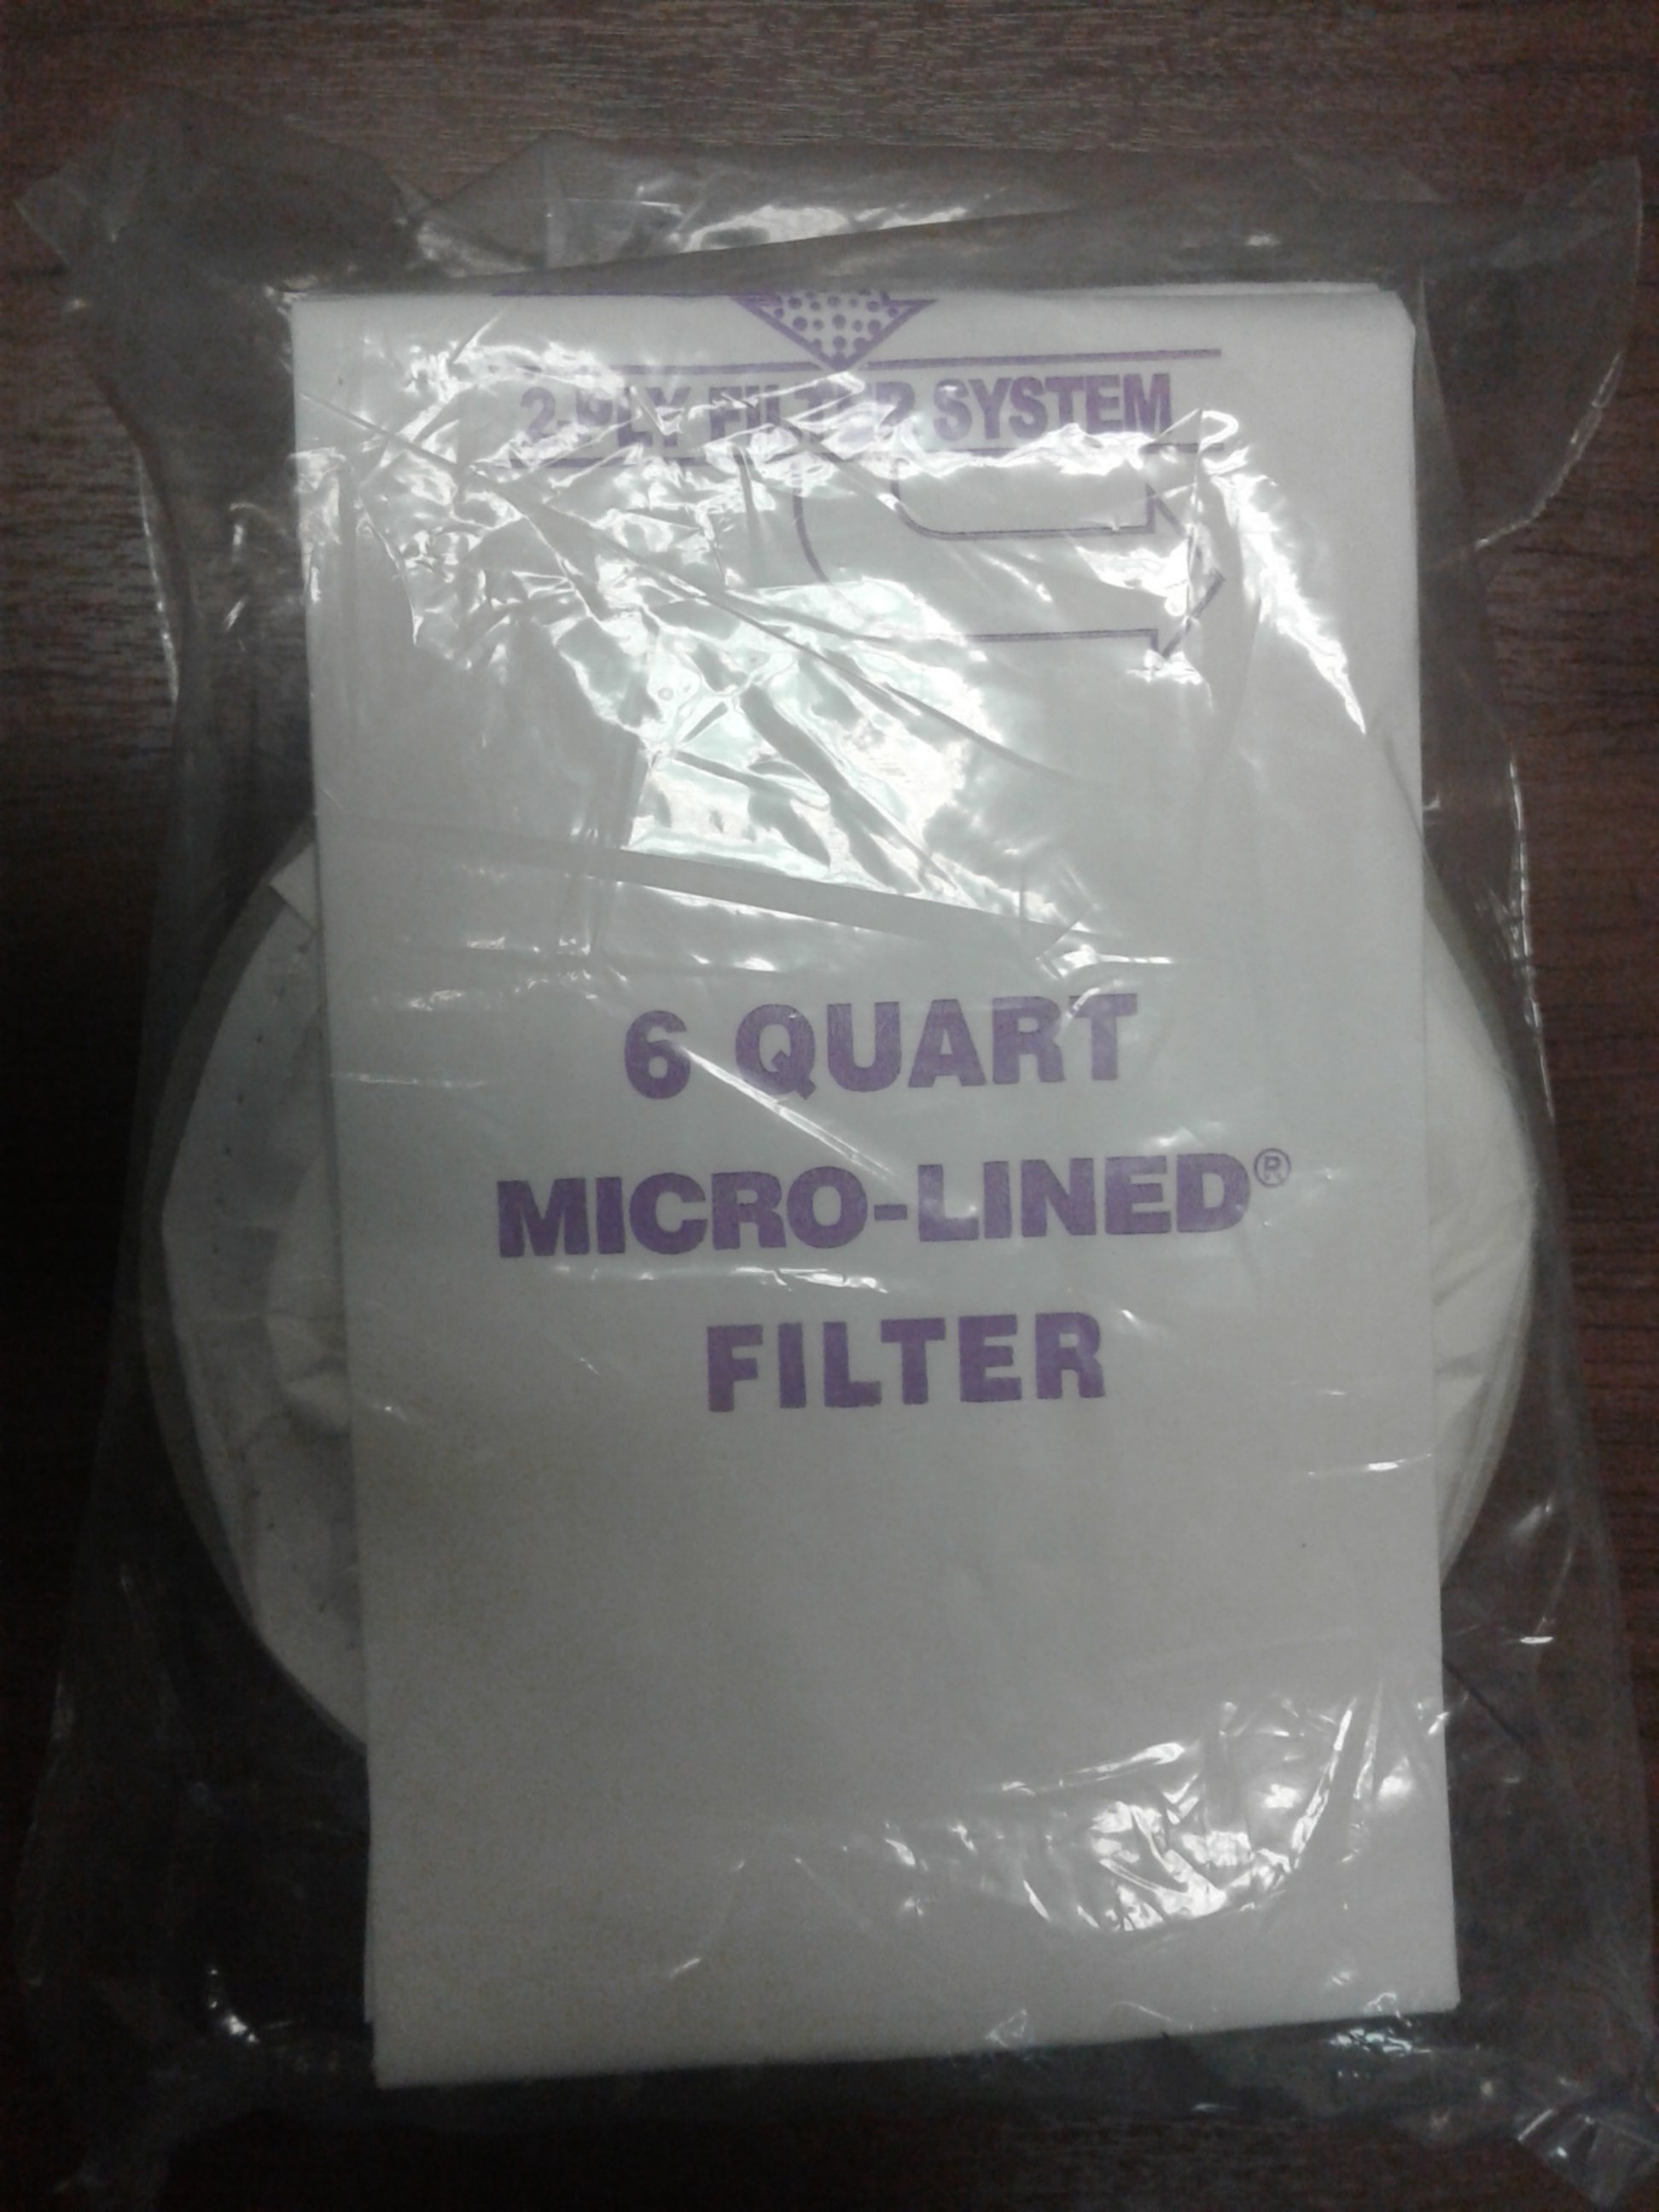 2-PLY FILTER SYSTEM
6 QUART
MICRO-LINED®
FILTER